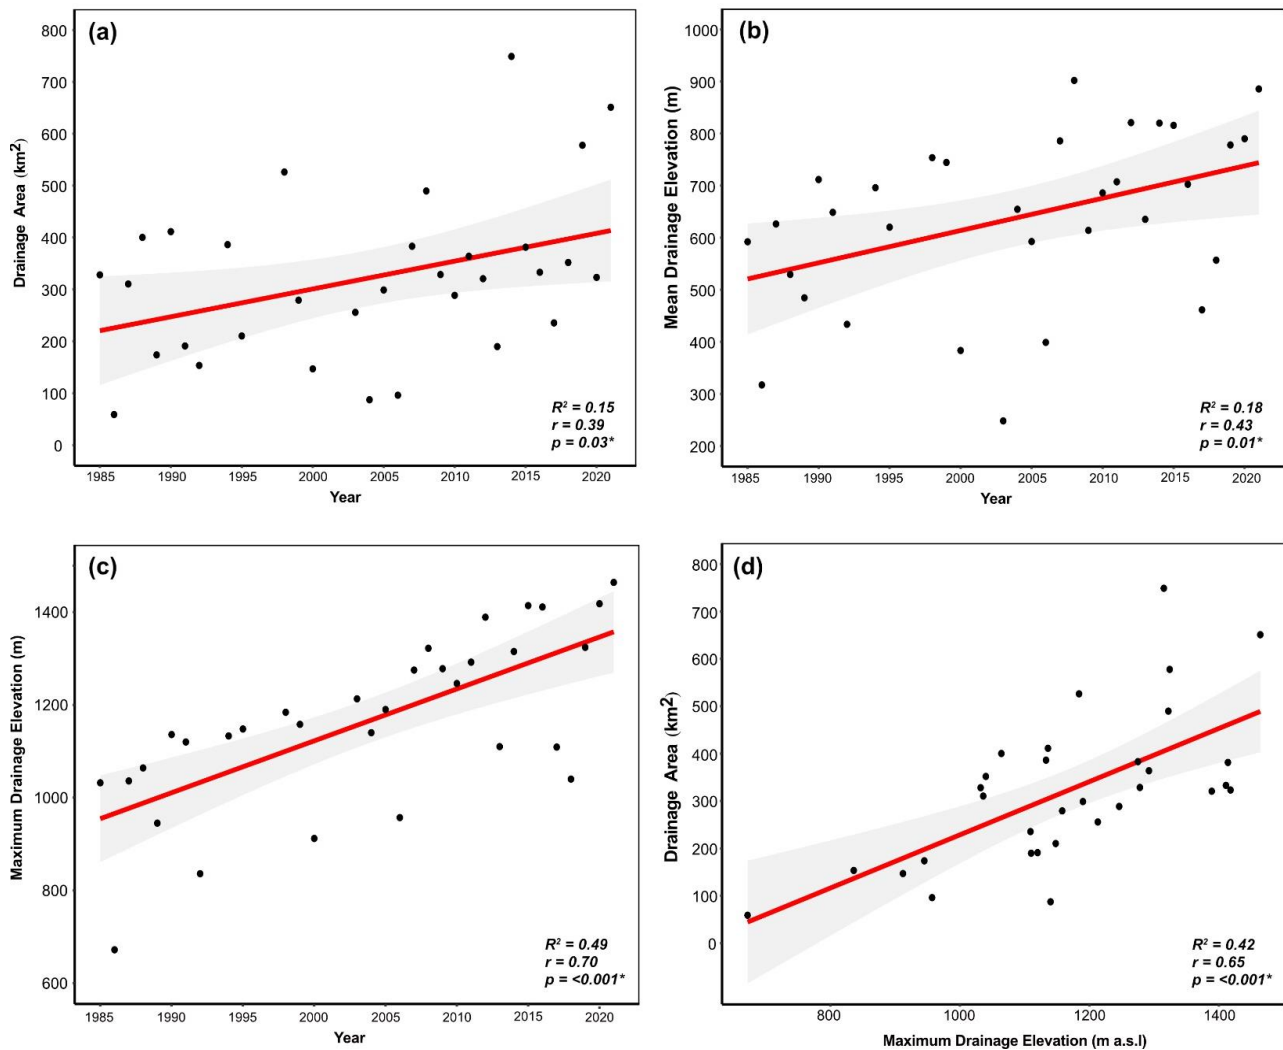 (a)
Drainage Area (km²)
800
700
600
500
400
300
200
100
0
1985 1990 1995 2000 2005 2010 2015 2020
Year
R² = 0.15
r = 0.39
p = 0.03*
(b)
Mean Drainage Elevation (m)
1000
900
800
700
600
500
400
300
200
1985 1990 1995 2000 2005 2010 2015 2020
Year
R² = 0.18
r = 0.43
p = 0.01*
(c)
Maximum Drainage Elevation (m)
1400
1200
1000
800
600
1985 1990 1995 2000 2005 2010 2015 2020
Year
R² = 0.49
r = 0.70
p = <0.001*
(d)
Drainage Area (km²)
800
700
600
500
400
300
200
100
0
800 1000 1200 1400
Maximum Drainage Elevation (m a.s.l)
R² = 0.42
r = 0.65
p = <0.001*